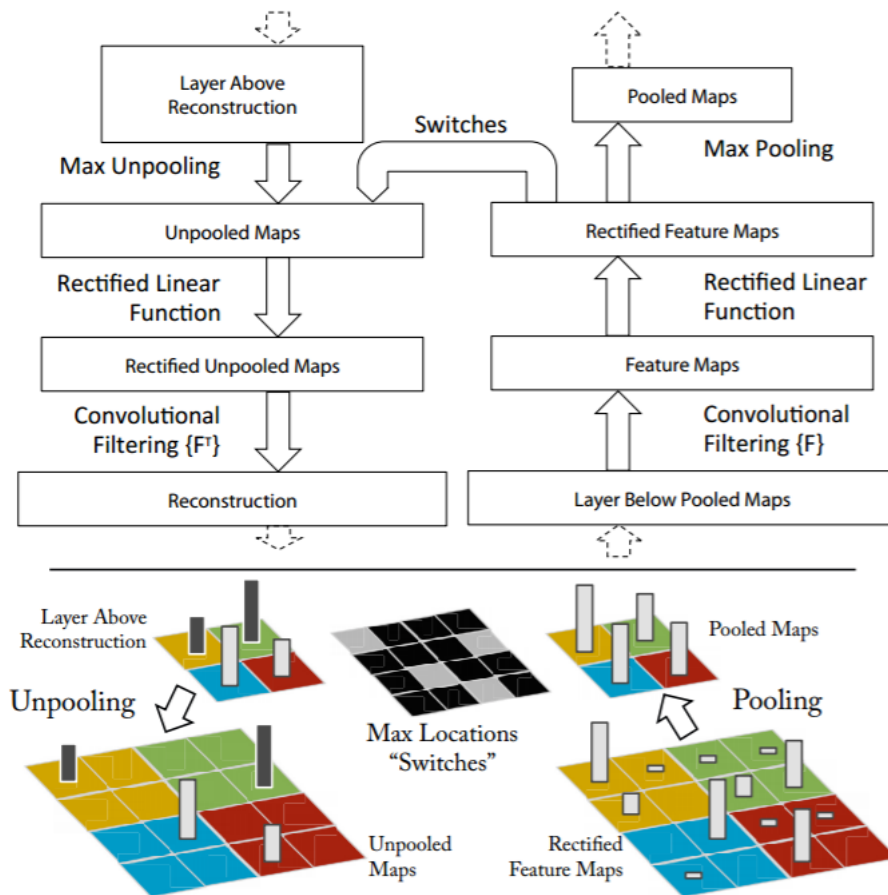 Layer Above
Reconstruction
Pooled Maps
Switches
Max Unpooling
Max Pooling
Unpooled Maps
Rectified Feature Maps
Rectified Linear
Function
Rectified Linear
Function
Rectified Unpooled Maps
Feature Maps
Convolutional
Filtering {Fᵀ}
Convolutional
Filtering {F}
Reconstruction
Layer Below Pooled Maps
Layer Above
Reconstruction
Pooled Maps
Unpooling
Max Locations
“Switches”
Pooling
Unpooled
Maps
Rectified
Feature Maps